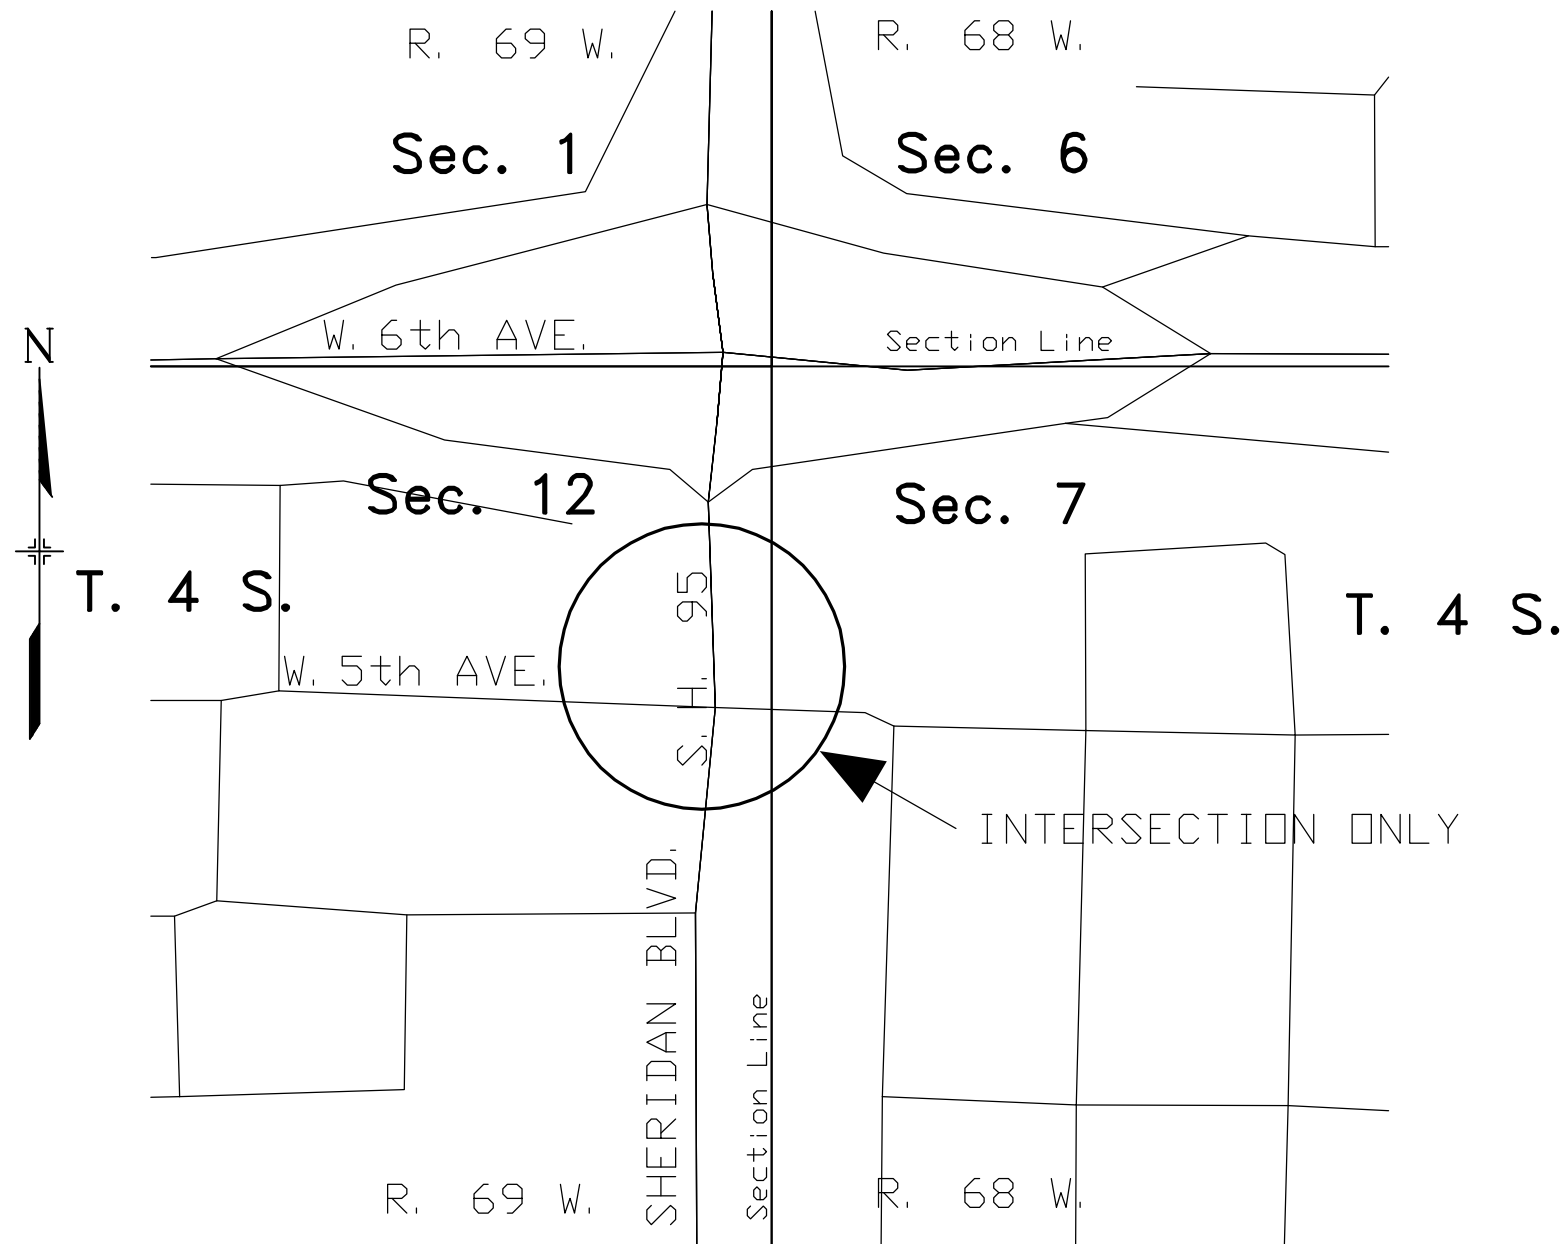 R. 69 W.
R. 68 W.
Sec. 1
Sec. 6
N
W. 6th AVE.
Section Line
Sec. 12
Sec. 7
T. 4 S.
T. 4 S.
S. H. 95
W. 5th AVE.
INTERSECTION ONLY
SHERIDAN BLVD.
Section Line
R. 69 W.
R. 68 W.